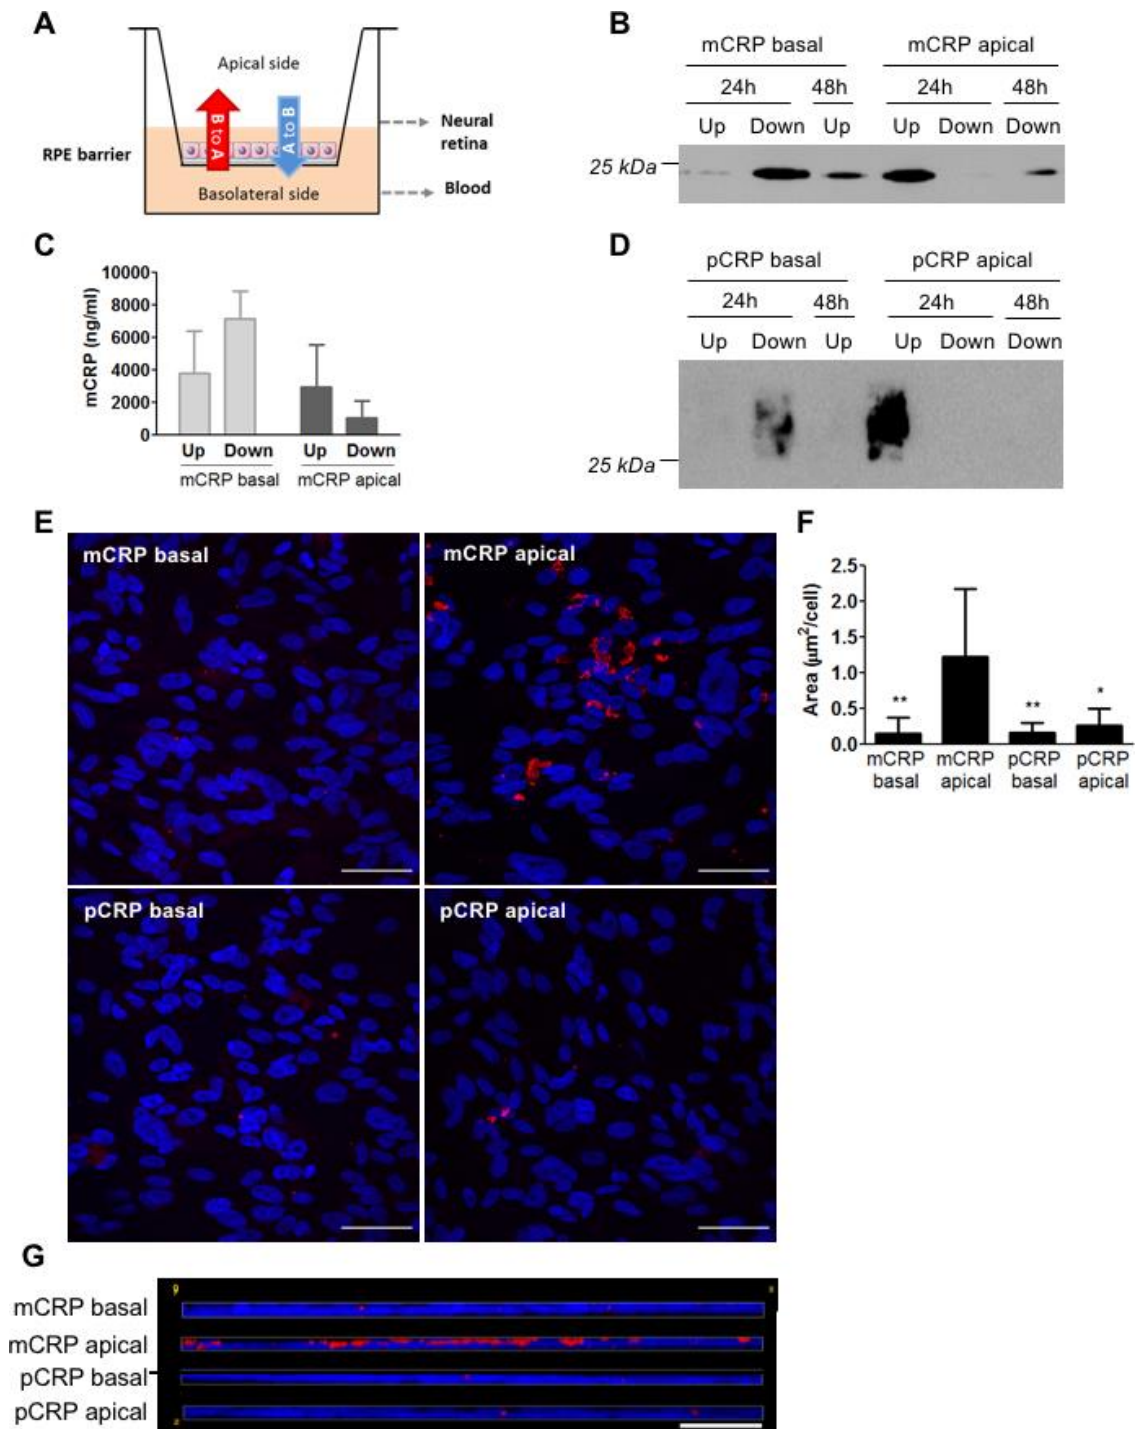 A
Apical side
B to A
A to B
RPE barrier
Neural
retina
Basolateral side
Blood
B
mCRP basal mCRP apical
24h 48h 24h 48h
Up Down Up Up Down Down
25 kDa
C
mCRP (ng/ml)
10000
8000
6000
4000
2000
0
Up Down Up Down
mCRP basal mCRP apical
D
pCRP basal pCRP apical
24h 48h 24h 48h
Up Down Up Up Down Down
25 kDa
E
mCRP basal mCRP apical
pCRP basal pCRP apical
F
Area (μm²/cell)
2.5
2.0
1.5
1.0
0.5
0.0
** ** *
mCRP mCRP pCRP pCRP
basal apical basal apical
G
mCRP basal
mCRP apical
pCRP basal
pCRP apical